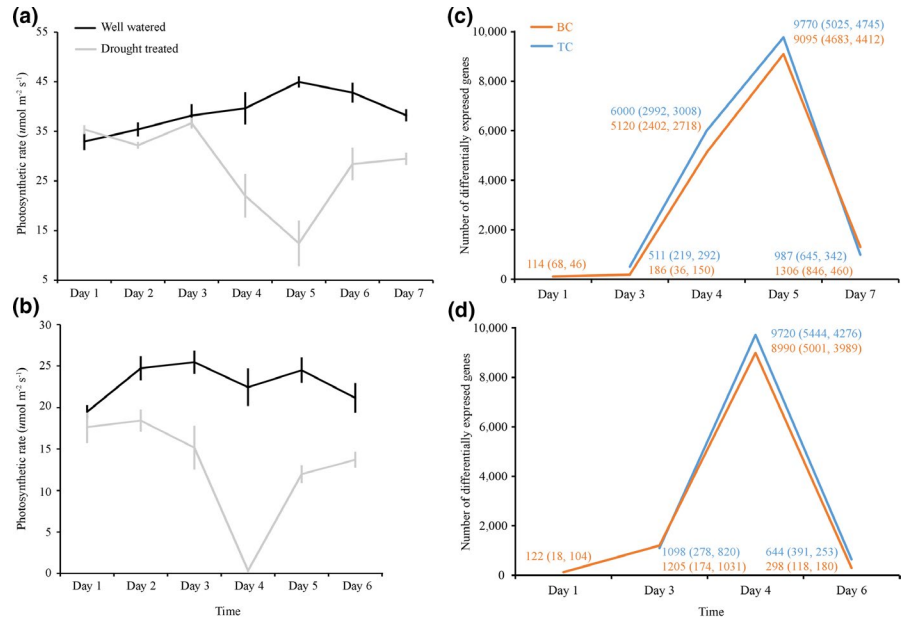 (a)
Well watered
Drought treated
Photosynthetic rate (umol m⁻² s⁻¹)
55
45
35
25
15
5
Day 1 Day 2 Day 3 Day 4 Day 5 Day 6 Day 7
(b)
Photosynthetic rate (umol m⁻² s⁻¹)
30
25
20
15
10
5
0
Day 1 Day 2 Day 3 Day 4 Day 5 Day 6
Time
(c)
BC
TC
Number of differentially expresed genes
10,000
8,000
6,000
4,000
2,000
0
9770 (5025, 4745)
9095 (4683, 4412)
6000 (2992, 3008)
5120 (2402, 2718)
114 (68, 46)
511 (219, 292)
186 (36, 150)
987 (645, 342)
1306 (846, 460)
Day 1 Day 3 Day 4 Day 5 Day 7
(d)
Number of differentially expresed genes
10,000
8,000
6,000
4,000
2,000
0
9720 (5444, 4276)
8990 (5001, 3989)
122 (18, 104)
1098 (278, 820)
1205 (174, 1031)
644 (391, 253)
298 (118, 180)
Day 1 Day 3 Day 4 Day 6
Time